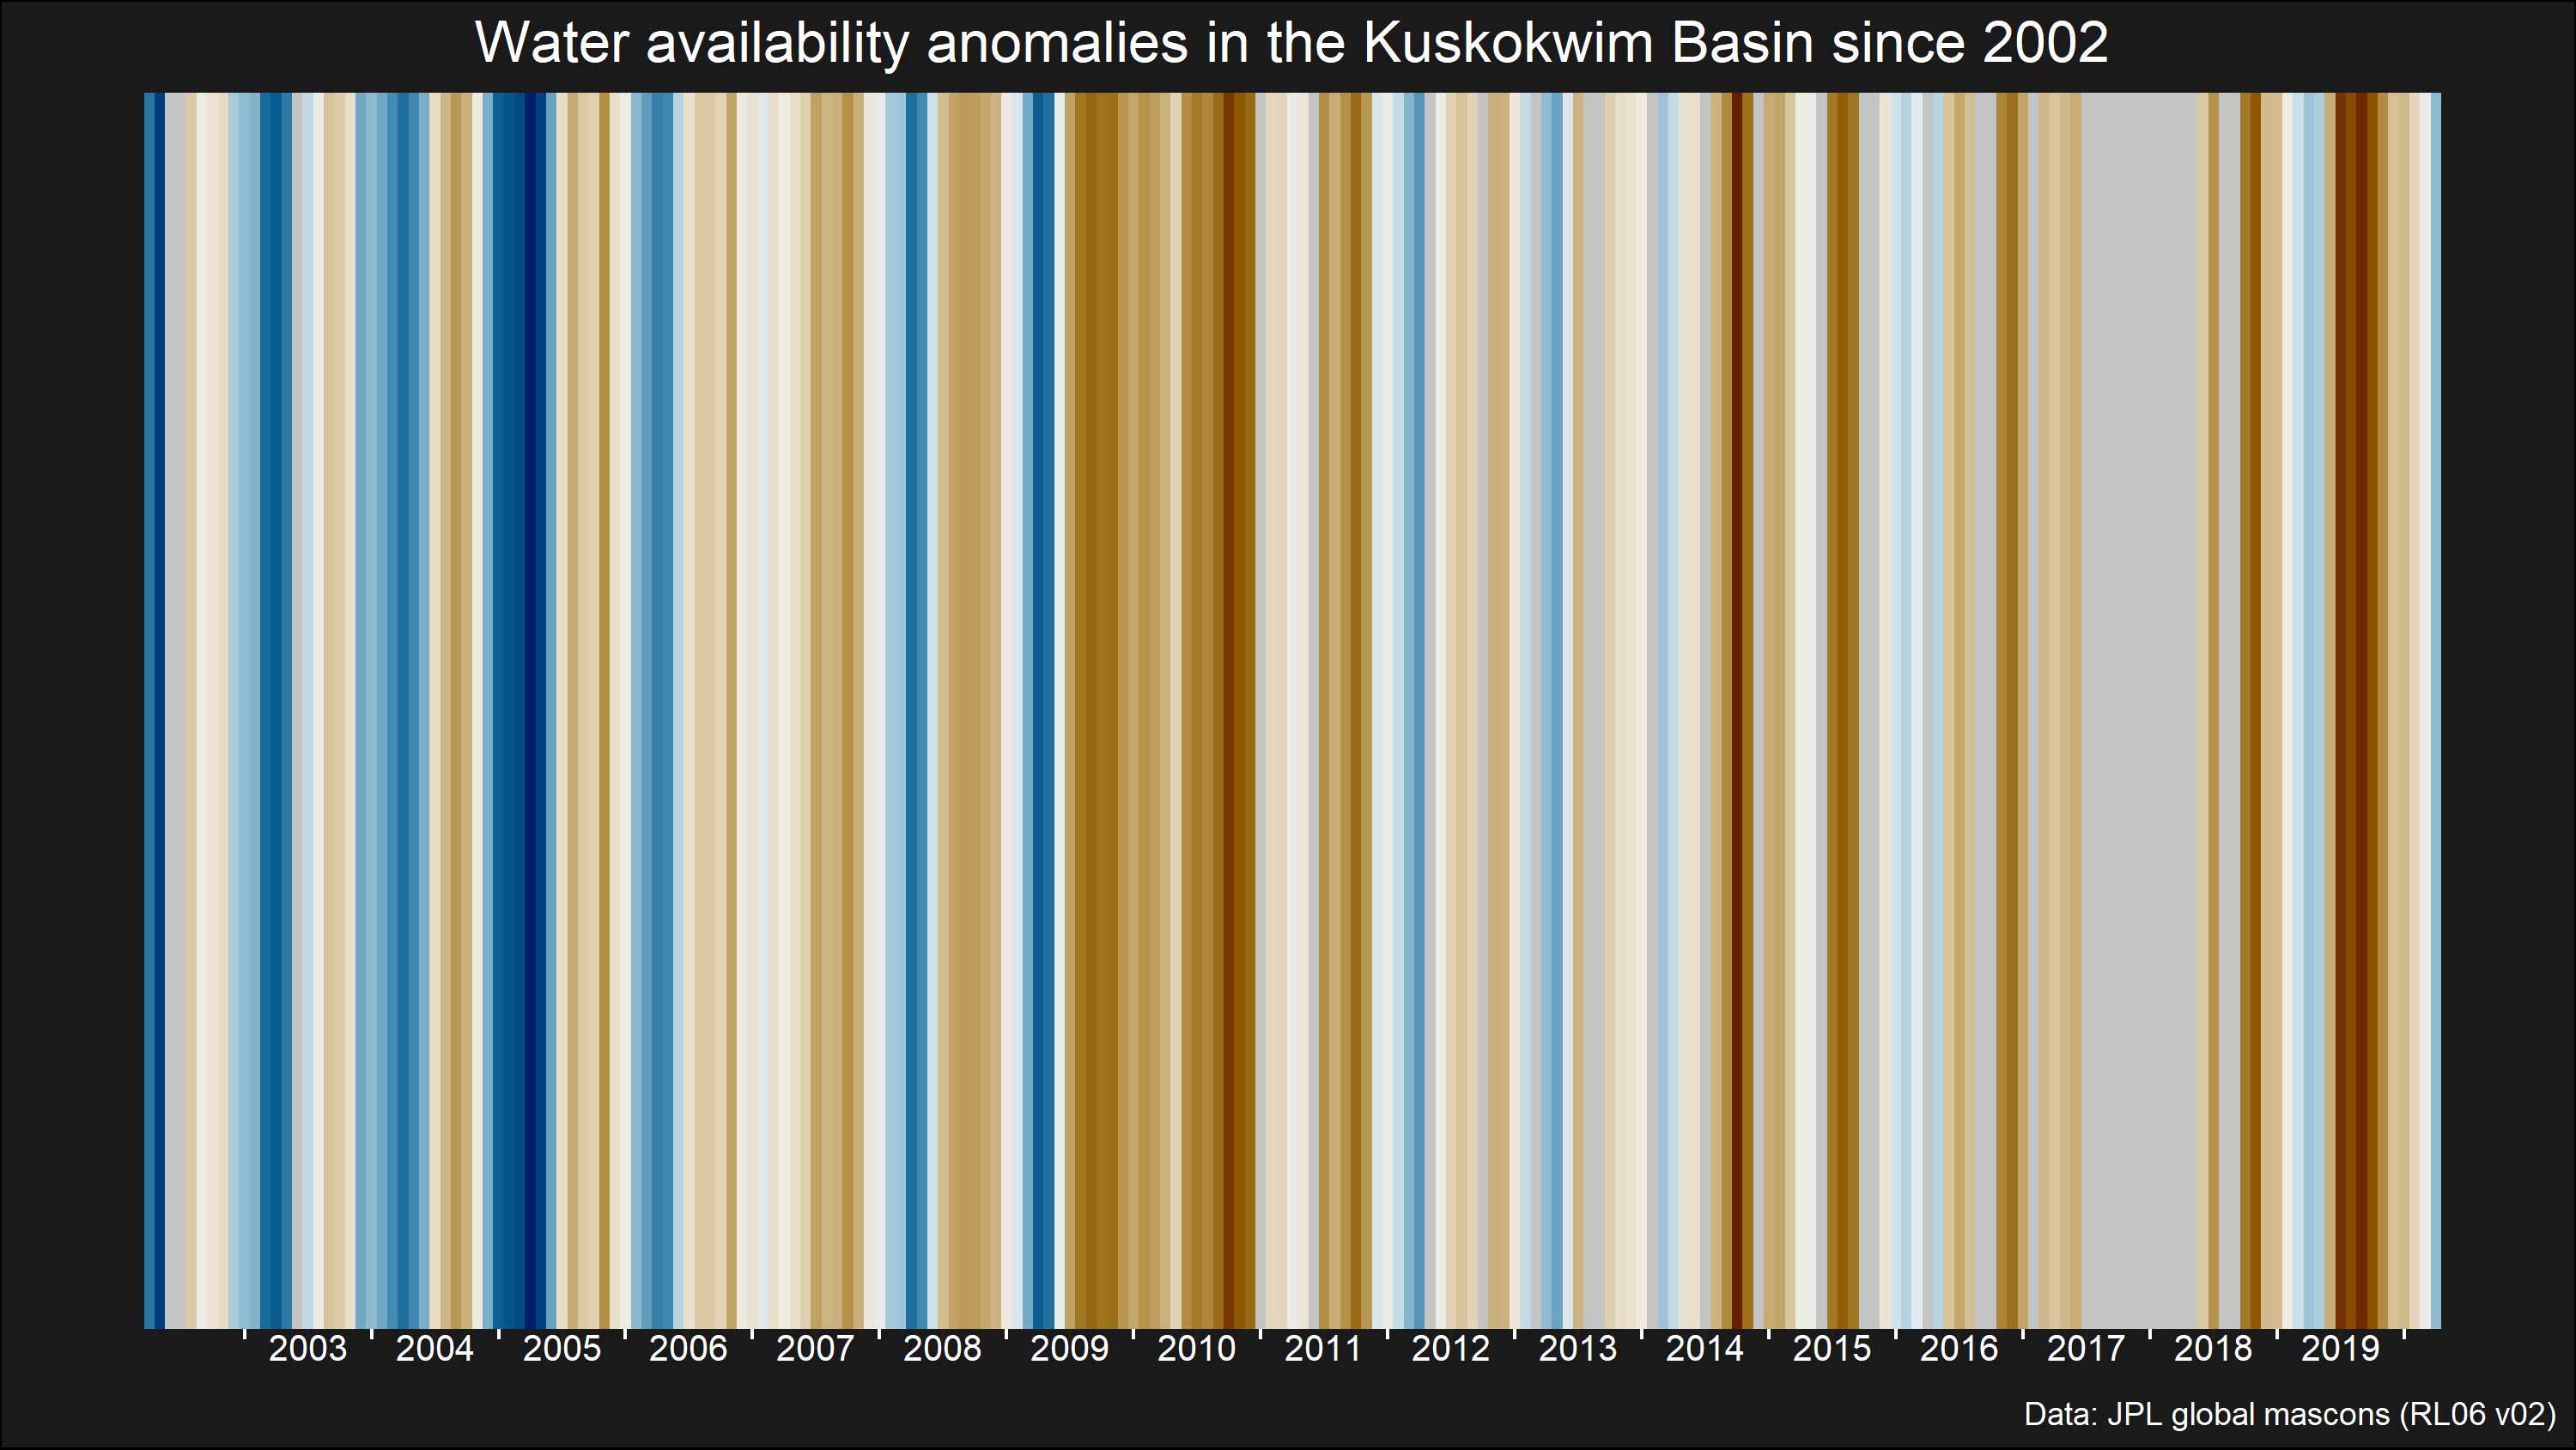 Water availability anomalies in the Kuskokwim Basin since 2002
2003 2004 2005 2006 2007 2008 2009 2010 2011 2012 2013 2014 2015 2016 2017 2018 2019
Data: JPL global mascons (RL06 v02)